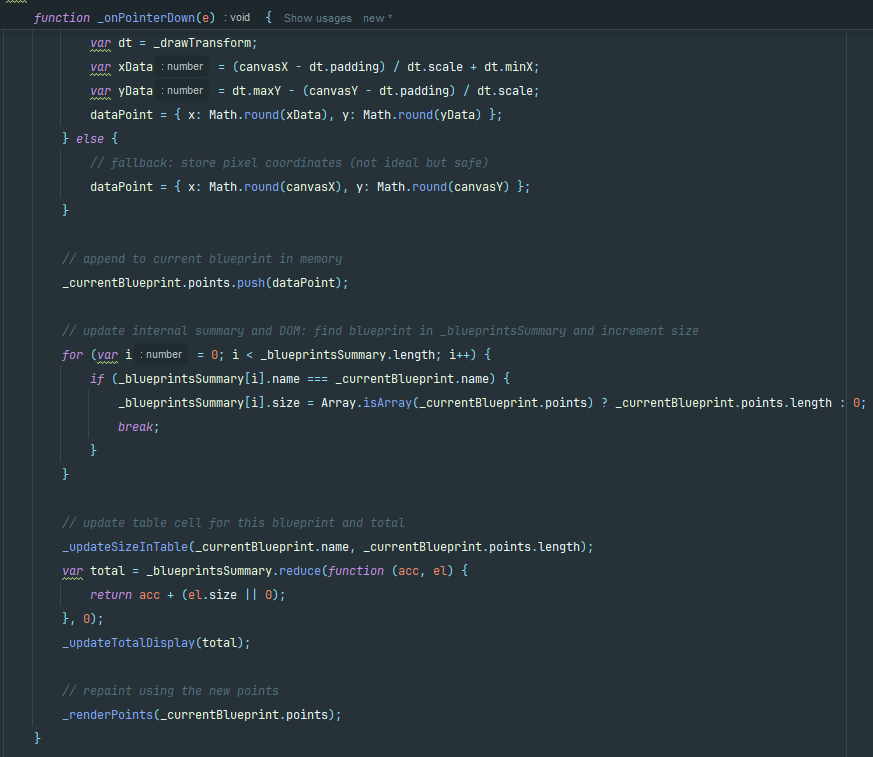 function _onPointerDown(e) : void { Show usages new *
var dt = _drawTransform;
var xData : number = (canvasX - dt.padding) / dt.scale + dt.minX;
var yData : number = dt.maxY - (canvasY - dt.padding) / dt.scale;
dataPoint = { x: Math.round(xData), y: Math.round(yData) };
} else {
// fallback: store pixel coordinates (not ideal but safe)
dataPoint = { x: Math.round(canvasX), y: Math.round(canvasY) };
}
// append to current blueprint in memory
_currentBlueprint.points.push(dataPoint);
// update internal summary and DOM: find blueprint in _blueprintsSummary and increment size
for (var i : number = 0; i < _blueprintsSummary.length; i++) {
if (_blueprintsSummary[i].name === _currentBlueprint.name) {
_blueprintsSummary[i].size = Array.isArray(_currentBlueprint.points) ? _currentBlueprint.points.length : 0;
break;
}
}
// update table cell for this blueprint and total
_updateSizeInTable(_currentBlueprint.name, _currentBlueprint.points.length);
var total = _blueprintsSummary.reduce(function (acc, el) {
return acc + (el.size || 0);
}, 0);
_updateTotalDisplay(total);
// repaint using the new points
_renderPoints(_currentBlueprint.points);
}